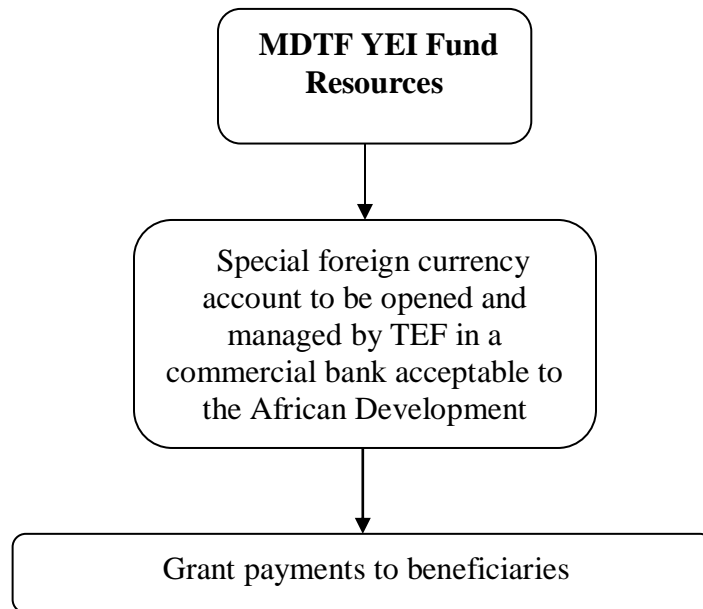 MDTF YEI Fund
Resources
Special foreign currency
account to be opened and
managed by TEF in a
commercial bank acceptable to
the African Development
Grant payments to beneficiaries